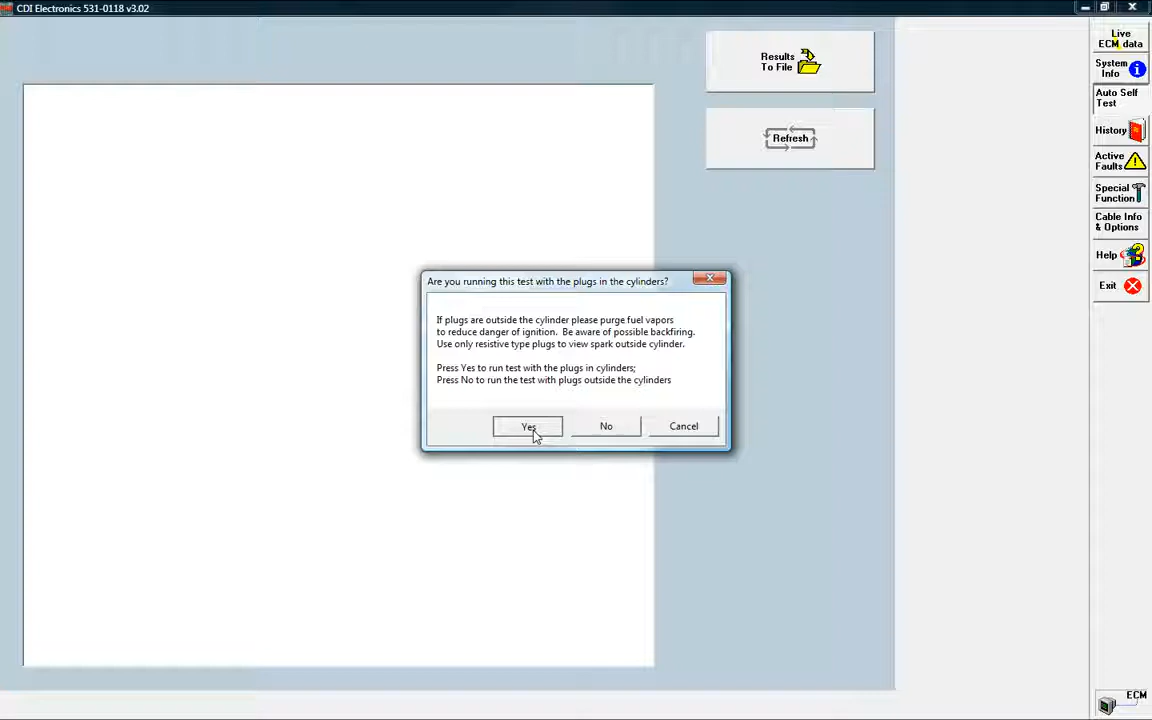 CDI Electronics 531-0118 v3.02
Results
To File
Refresh
Live
ECM data
System
Info
Auto Self
Test
History
Active
Faults
Special
Function
Cable Info
& Options
Help
Exit
Are you running this test with the plugs in the cylinders?
If plugs are outside the cylinder please purge fuel vapors
to reduce danger of ignition. Be aware of possible backfiring.
Use only resistive type plugs to view spark outside cylinder.
Press Yes to run test with the plugs in cylinders;
Press No to run the test with plugs outside the cylinders
Yes
No
Cancel
ECM